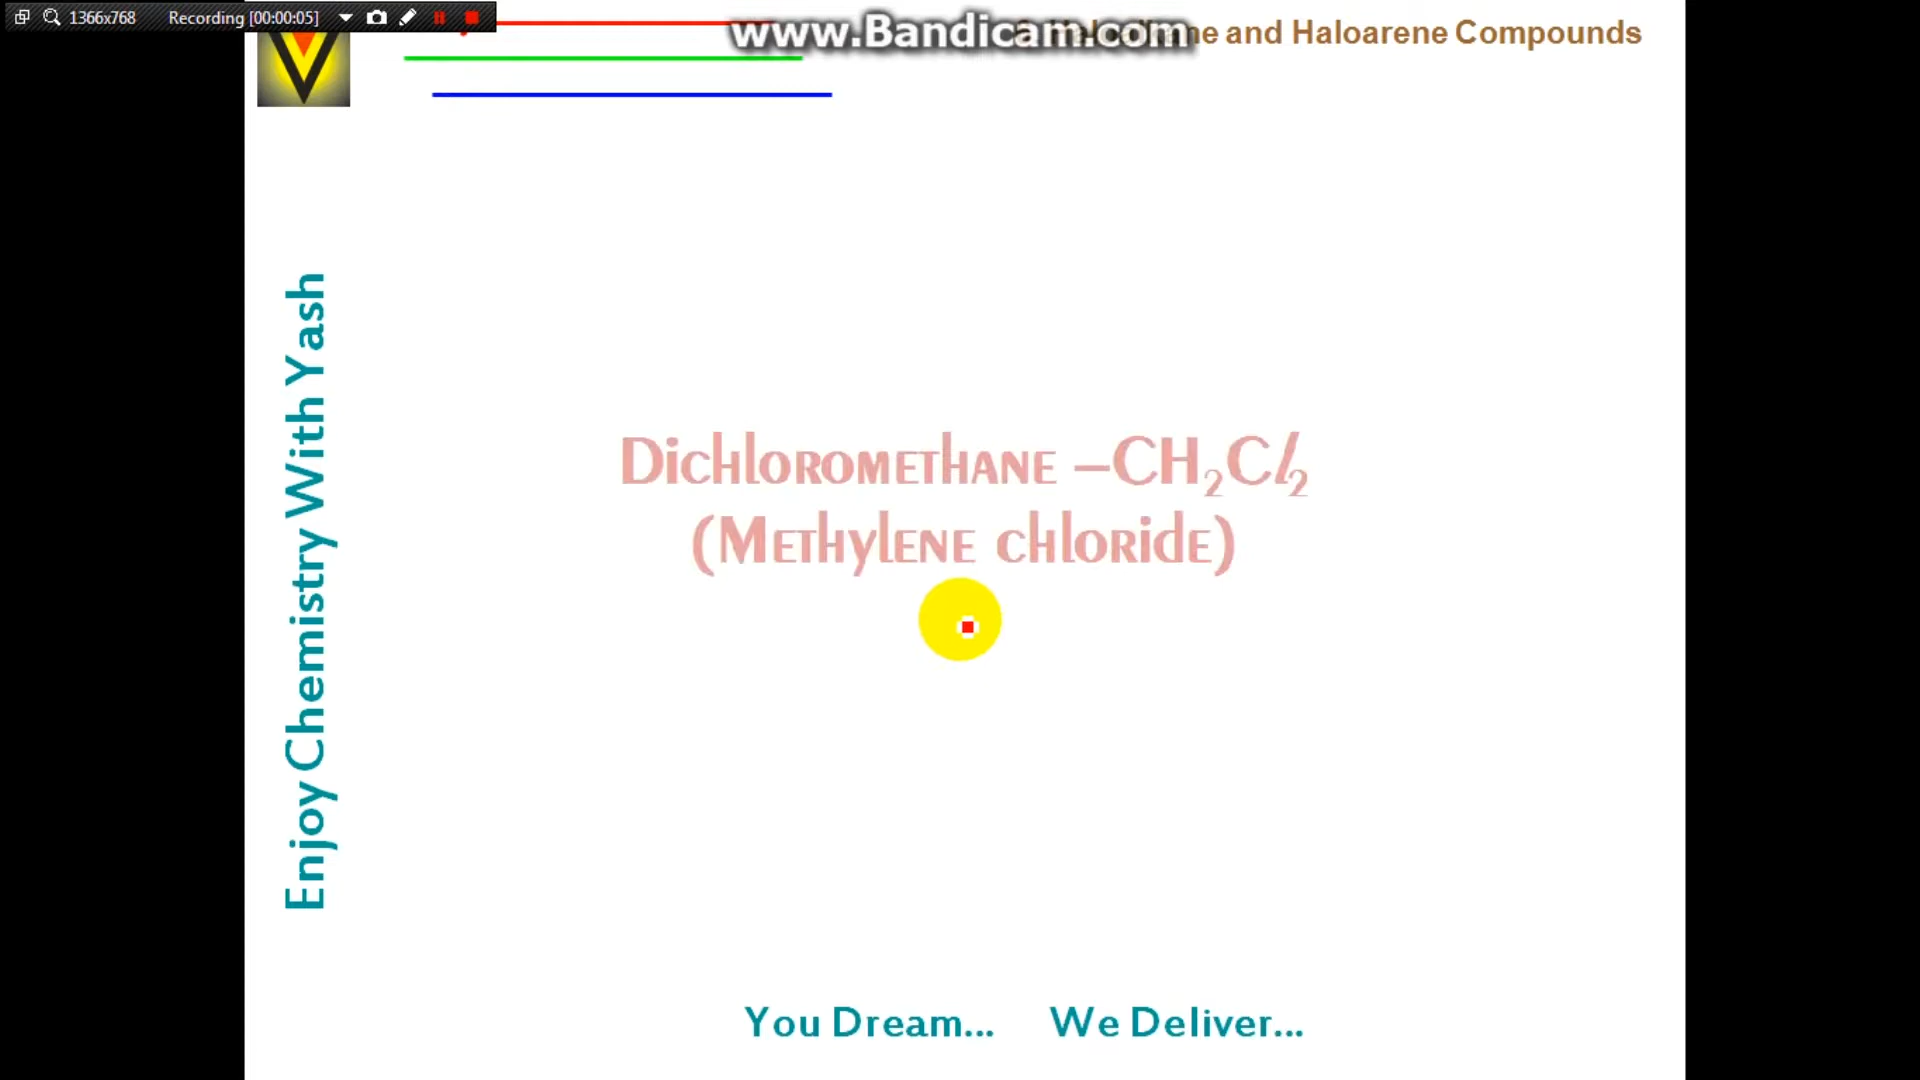 1366x768 Recording [00:00:05]
www.Bandicam.com
and Haloarene Compounds
Enjoy Chemistry With Yash
Dichloromethane –CH₂Cl₂
(Methylene chloride)
You Dream... We Deliver...